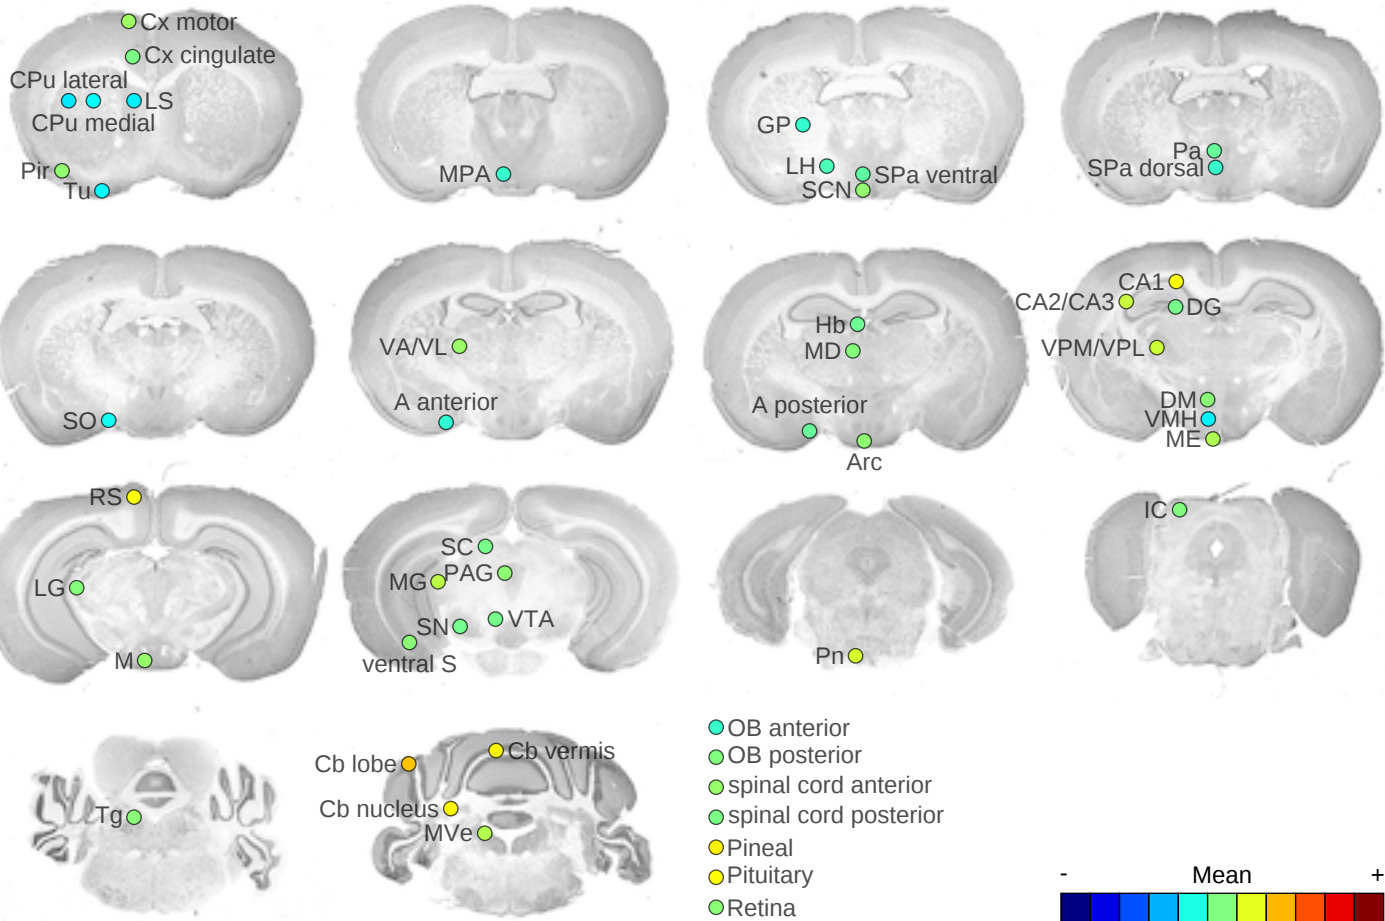 Cx motor
Cx cingulate
CPu lateral
LS
CPu medial
Pir
Tu
MPA
GP
LH
SPa ventral
SCN
Pa
SPa dorsal
SO
VA/VL
A anterior
Hb
MD
A posterior
Arc
CA1
CA2/CA3
DG
VPM/VPL
DM
VMH
ME
RS
LG
M
SC
MG
PAG
SN
VTA
ventral S
Pn
IC
Tg
Cb lobe
Cb vermis
Cb nucleus
MVe
OB anterior
OB posterior
spinal cord anterior
spinal cord posterior
Pineal
Pituitary
Retina
- Mean +